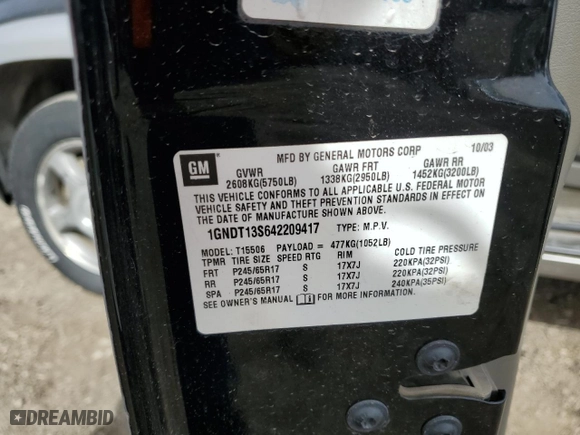 MFD BY GENERAL MOTORS CORP 10/03
GM
GVWR GAWR FRT GAWR RR
2608KG(5750LB) 1338KG(2950LB) 1452KG(3200LB)
THIS VEHICLE CONFORMS TO ALL APPLICABLE U.S. FEDERAL MOTOR
VEHICLE SAFETY AND THEFT PREVENTION STANDARDS IN EFFECT ON
THE DATE OF MANUFACTURE SHOWN ABOVE.
1GNDT13S642209417 TYPE: M.P.V.
MODEL: T15506 PAYLOAD = 477KG(1052LB)
TPMR TIRE SIZE SPEED RTG RIM COLD TIRE PRESSURE
FRT P245/65R17 S 17X7J 220KPA(32PSI)
RR P245/65R17 S 17X7J 220KPA(32PSI)
SPA P245/65R17 S 17X7J 240KPA(35PSI)
SEE OWNER'S MANUAL FOR MORE INFORMATION.
DREAMBID